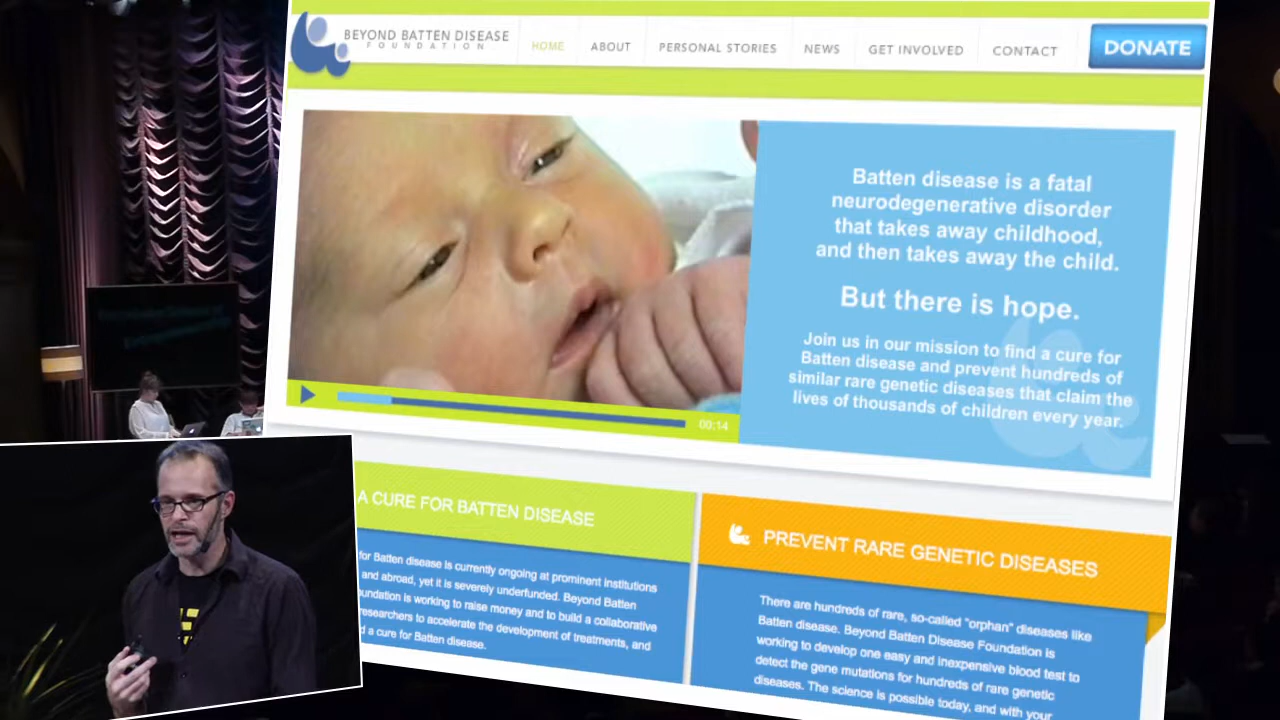 BEYOND BATTEN DISEASE
FOUNDATION
HOME
ABOUT
PERSONAL STORIES
NEWS
GET INVOLVED
CONTACT
DONATE
Batten disease is a fatal
neurodegenerative disorder
that takes away childhood,
and then takes away the child.
But there is hope.
Join us in our mission to find a cure for
Batten disease and prevent hundreds of
similar rare genetic diseases that claim the
lives of thousands of children every year.
00:14
A CURE FOR BATTEN DISEASE
for Batten disease is currently ongoing at prominent institutions
and abroad, yet it is severely underfunded. Beyond Batten
undation is working to raise money and to build a collaborative
researchers to accelerate the development of treatments, and
d a cure for Batten disease.
PREVENT RARE GENETIC DISEASES
There are hundreds of rare, so-called "orphan" diseases like
Batten disease. Beyond Batten Disease Foundation is
working to develop one easy and inexpensive blood test to
detect the gene mutations for hundreds of rare genetic
diseases. The science is possible today, and with your